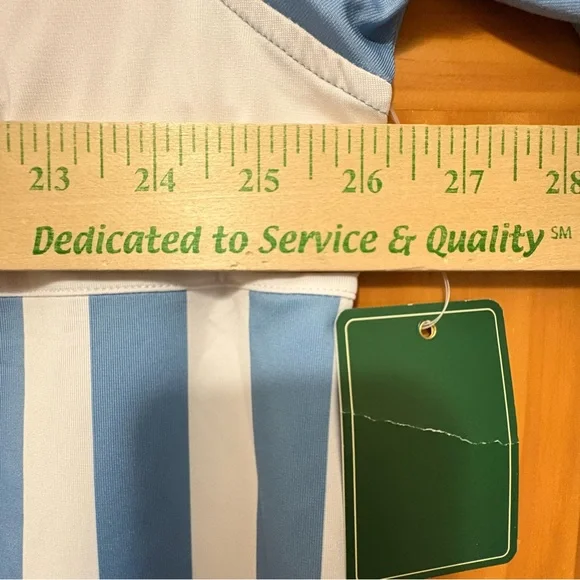 23 24 25 26 27 28
Dedicated to Service & Quality SM